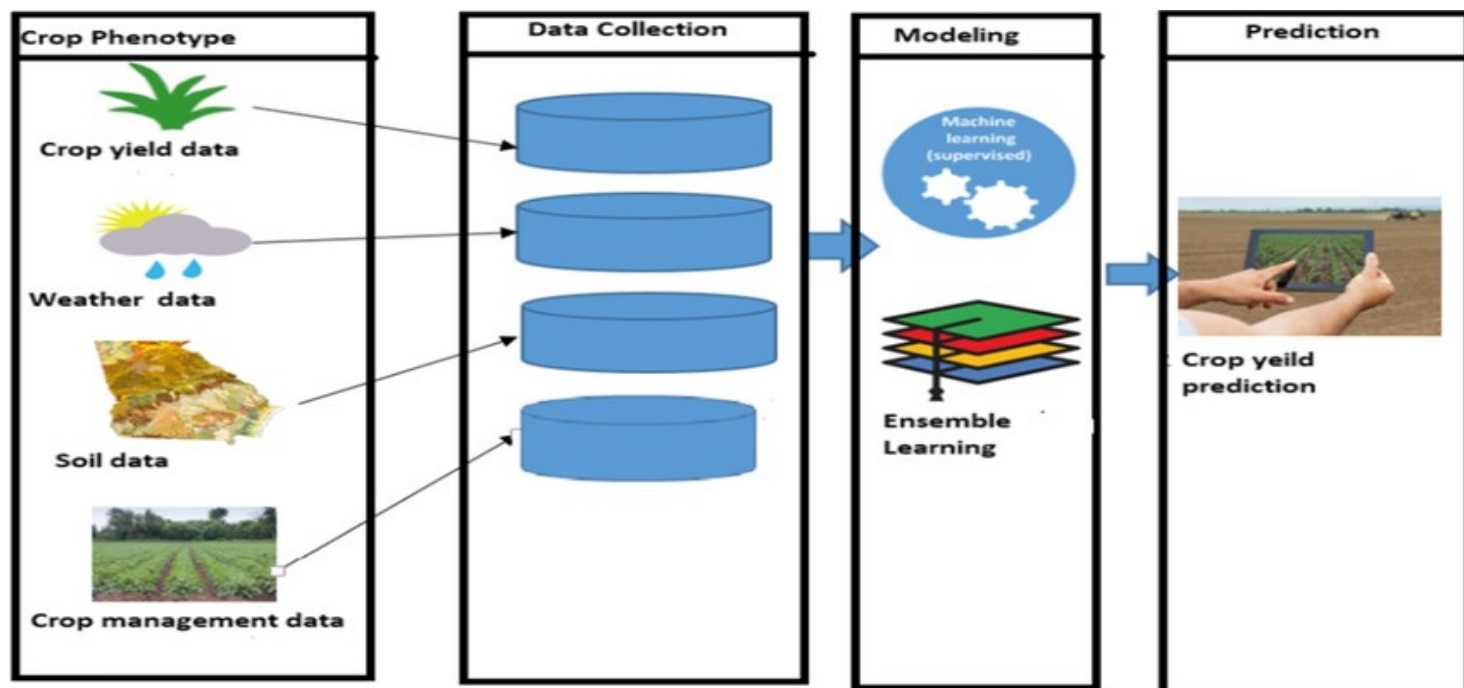 Crop Phenotype
Crop yield data
Weather data
Soil data
Crop management data
Data Collection
Modeling
Machine
learning
(supervised)
Ensemble
Learning
Prediction
Crop yeild
prediction